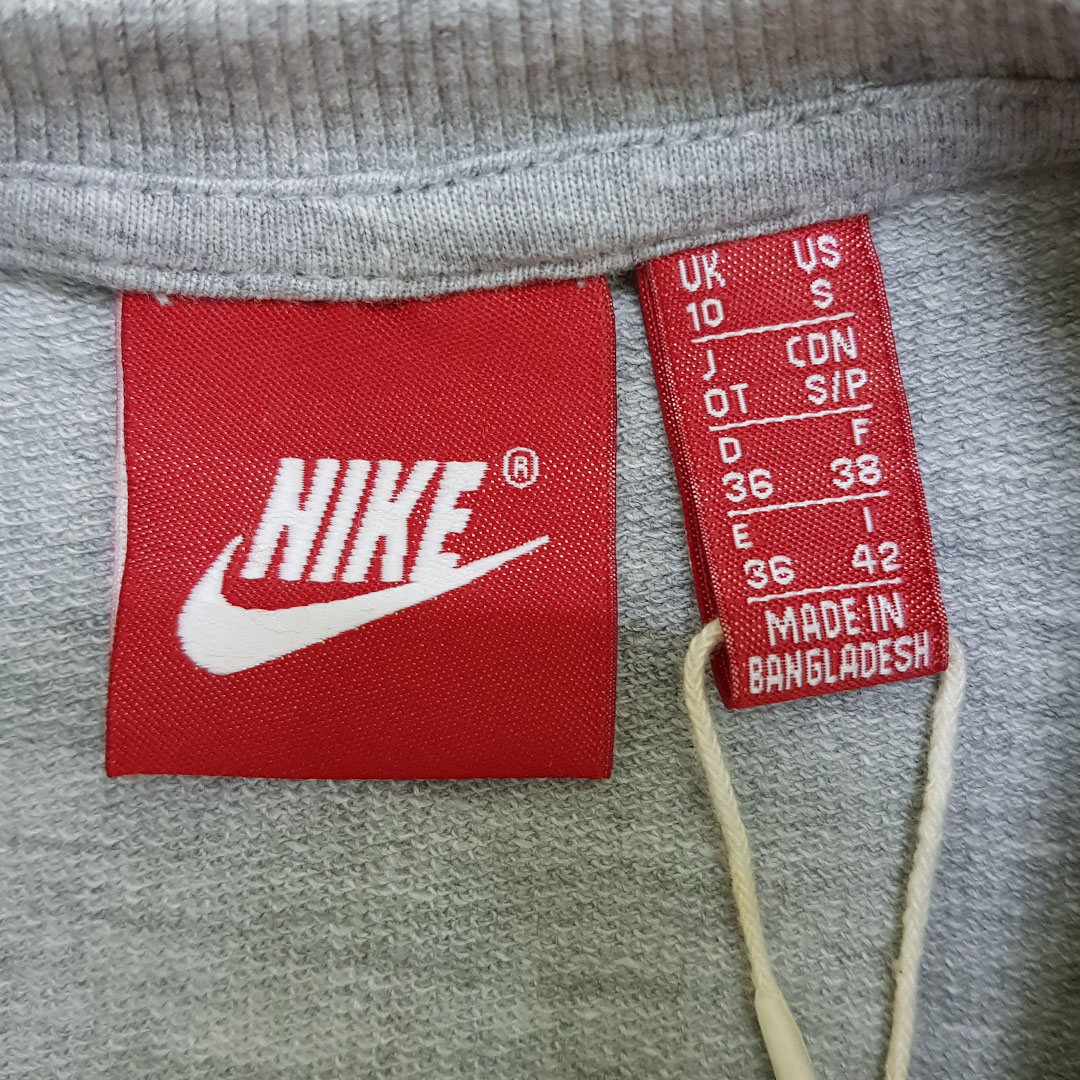 NIKE®
UK US
10 S
J CDN
OT S/P
D F
36 38
E I
36 42
MADE IN
BANGLADESH